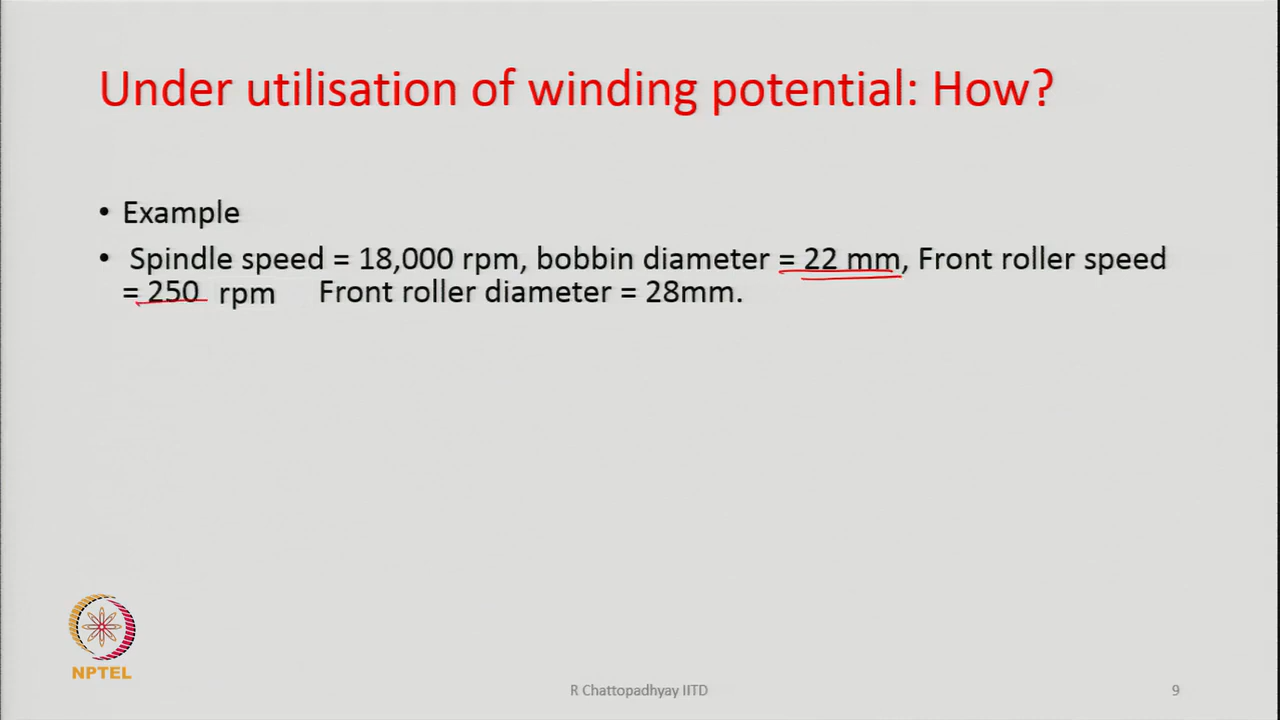 Under utilisation of winding potential: How?
• Example
• Spindle speed = 18,000 rpm, bobbin diameter = 22 mm, Front roller speed
= 250 rpm Front roller diameter = 28mm.
NPTEL
R Chattopadhyay IITD
9